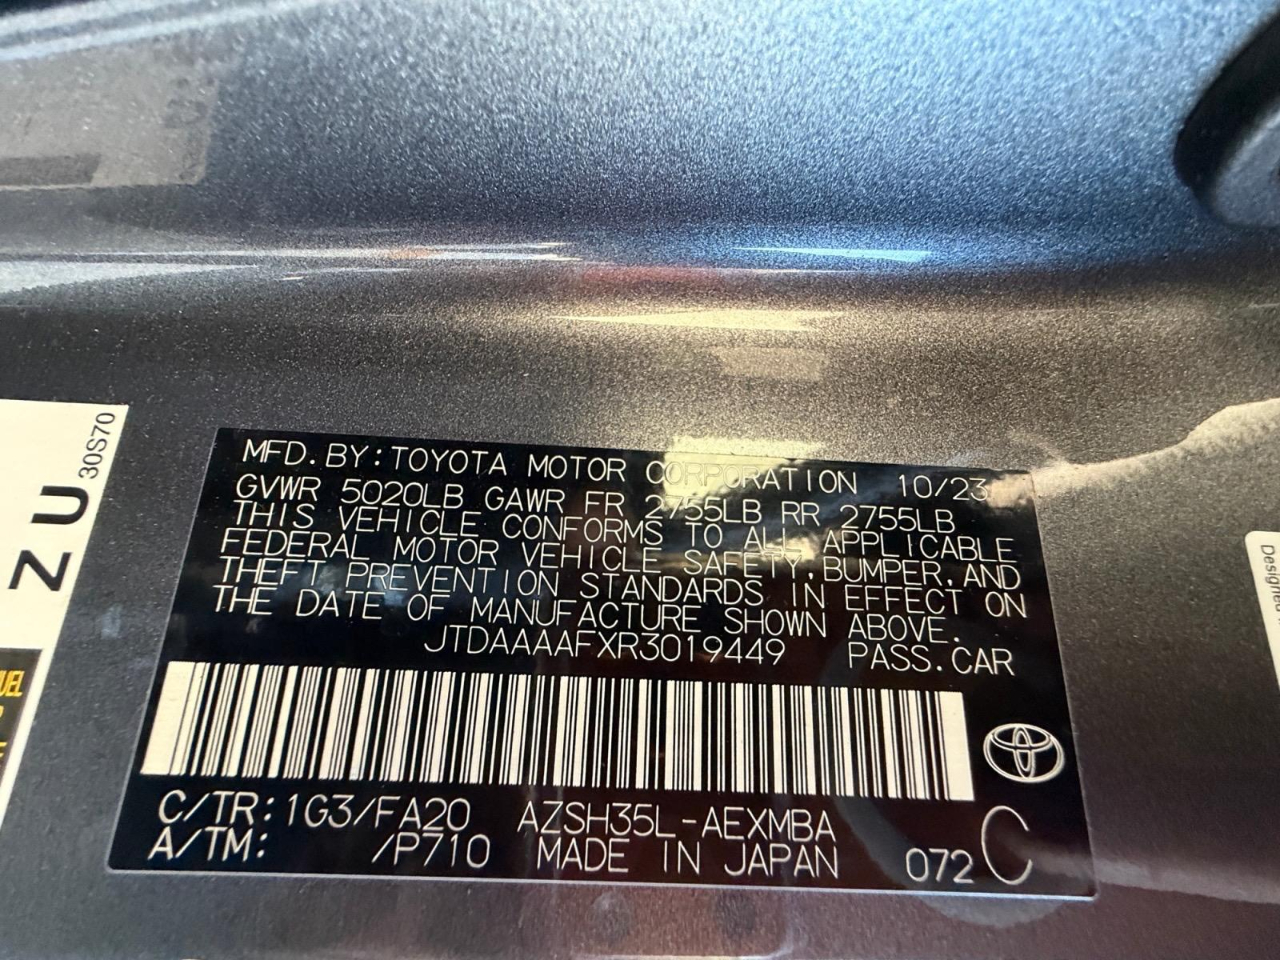 MFD. BY: TOYOTA MOTOR CORPORATION 10/23
GVWR 5020LB GAWR FR 2755LB RR 2755LB
THIS VEHICLE CONFORMS TO ALL APPLICABLE
FEDERAL MOTOR VEHICLE SAFETY, BUMPER, AND
THEFT PREVENTION STANDARDS IN EFFECT ON
THE DATE OF MANUFACTURE SHOWN ABOVE.
JTDAAAAFXR3019449 PASS. CAR
C/TR: 1G3/FA20 AZSH35L-AEXMBA
A/TM: /P710 MADE IN JAPAN 072 C
Z U
30S70